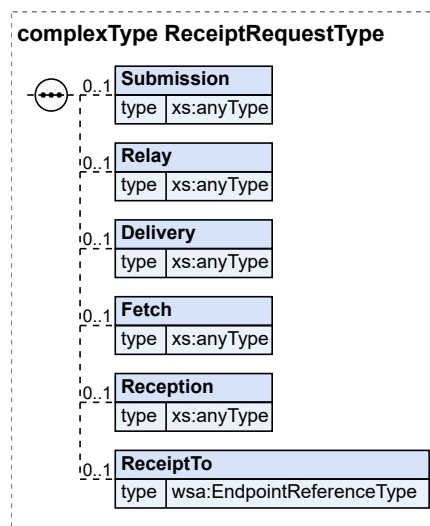 complexType ReceiptRequestType
0..1 Submission
type xs:anyType
0..1 Relay
type xs:anyType
0..1 Delivery
type xs:anyType
0..1 Fetch
type xs:anyType
0..1 Reception
type xs:anyType
0..1 ReceiptTo
type wsa:EndpointReferenceType